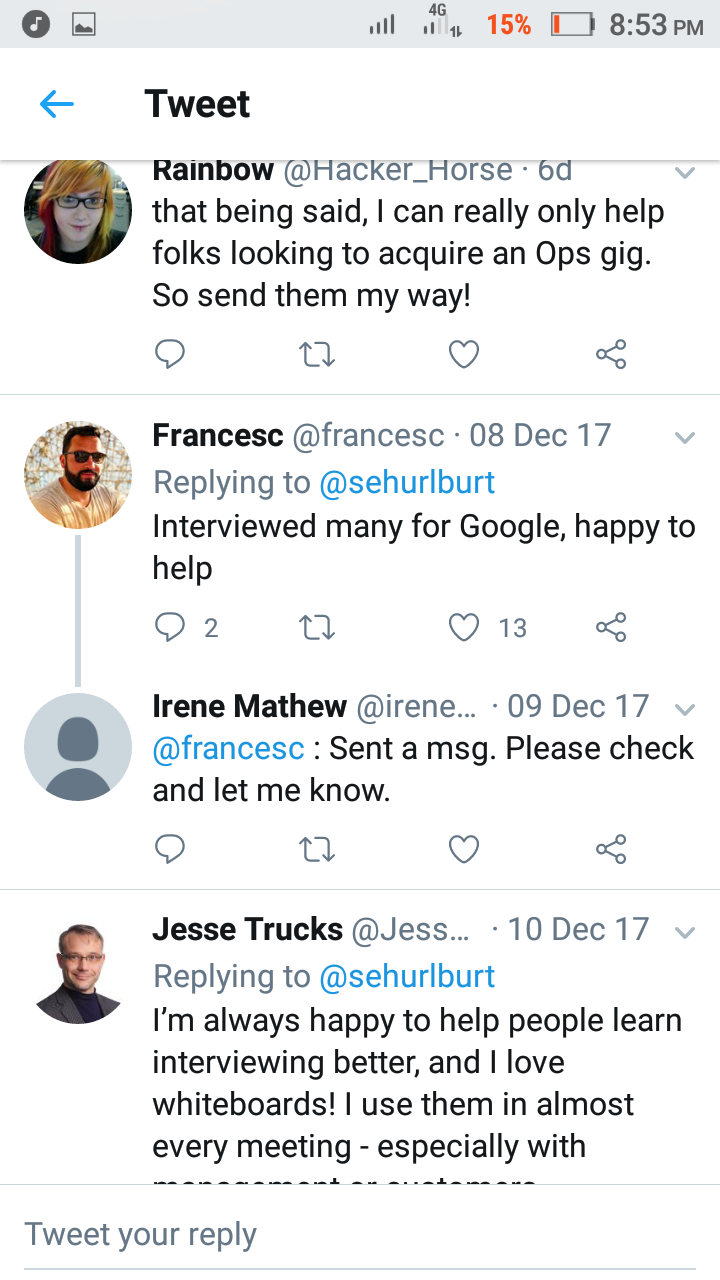 4G
15%
8:53 PM
Tweet
Rainbow @Hacker_Horse · 6d
that being said, I can really only help
folks looking to acquire an Ops gig.
So send them my way!
Francesc @francesc · 08 Dec 17
Replying to @sehurlburt
Interviewed many for Google, happy to
help
2
13
Irene Mathew @irene... · 09 Dec 17
@francesc : Sent a msg. Please check
and let me know.
Jesse Trucks @Jess... · 10 Dec 17
Replying to @sehurlburt
I'm always happy to help people learn
interviewing better, and I love
whiteboards! I use them in almost
every meeting - especially with
management or customers
Tweet your reply